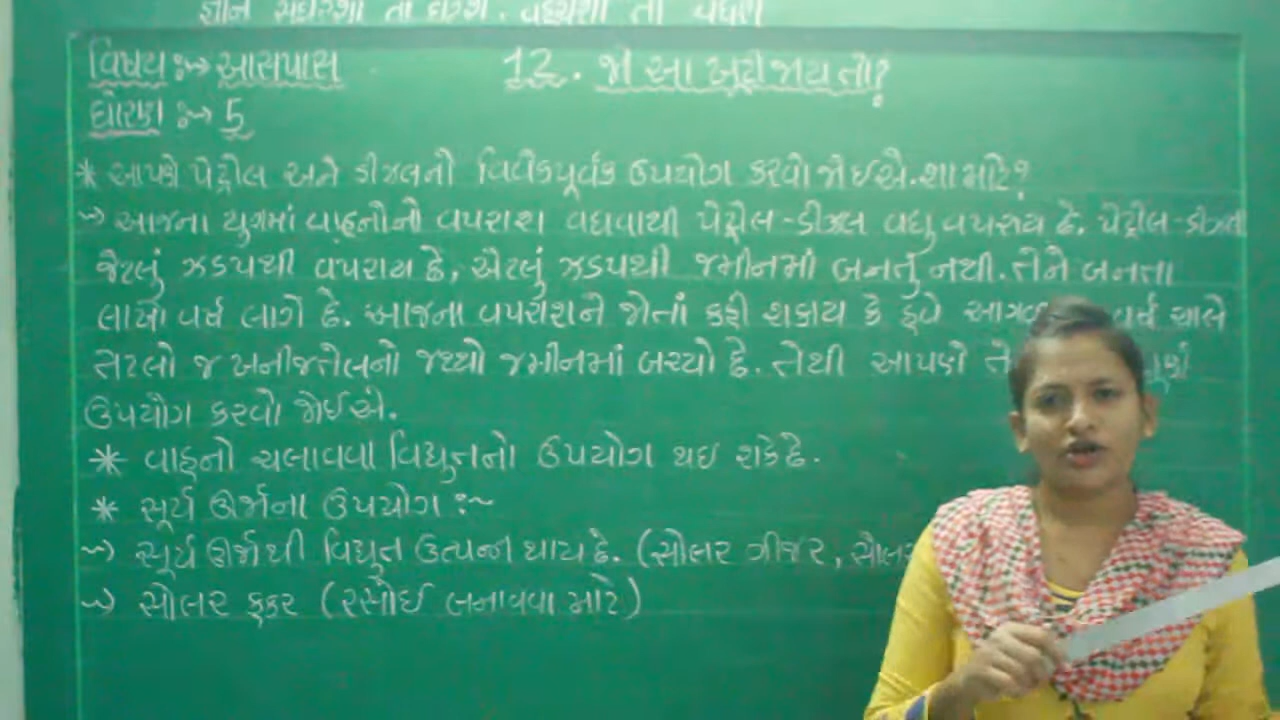 વિષય :→ આસપાસ
12. જો આ ખૂટી જાય તો?
ધોરણ :→ 5
* આપણે પેટ્રોલ અને ડીઝલનો વિવેકપૂર્વક ઉપયોગ કરવો જોઈએ. શા માટે?
→ આજના યુગમાં વાહનોનો વપરાશ વધવાથી પેટ્રોલ-ડીઝલ વધુ વપરાય છે. પેટ્રોલ-ડીઝલ
જેટલું ઝડપથી વપરાય છે, એટલું ઝડપથી જમીનમાં બનતું નથી. તેને બનતા
લાખો વર્ષ લાગે છે. આજના વપરાશને જોતાં કહી શકાય કે હવે વર્ષ ચાલે
તેટલો જ ખનીજતેલનો જથ્થો જમીનમાં બચ્યો છે. તેથી આપણે
ઉપયોગ કરવો જોઈએ.
* વાહનો ચલાવવા વિદ્યુતનો ઉપયોગ થઈ શકે છે.
* સૂર્ય ઊર્જાના ઉપયોગ :~
→ સૂર્ય ઊર્જાથી વિદ્યુત ઉત્પન્ન થાય છે. (સોલર ગીઝર, સોલર
→ સોલર કુકર (રસોઈ બનાવવા માટે)